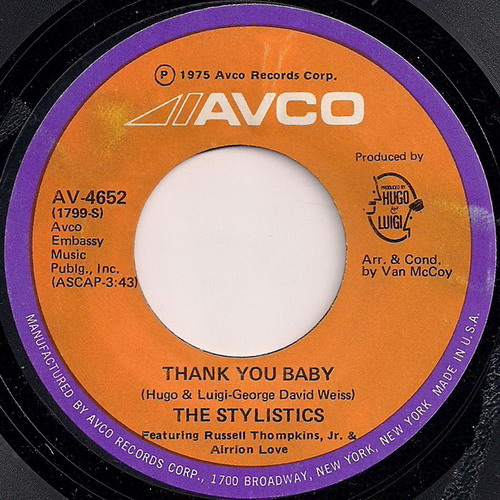 ℗ 1975 Avco Records Corp.
AVCO
Produced by
PRODUCED BY
HUGO
&
LUIGI
AV-4652
(1799-S)
Avco
Embassy
Music
Publg., Inc.
(ASCAP-3:43)
Arr. & Cond.
by Van McCoy
THANK YOU BABY
(Hugo & Luigi-George David Weiss)
THE STYLISTICS
Featuring Russell Thompkins, Jr. &
Airrion Love
MANUFACTURED BY AVCO RECORDS CORP., 1700 BROADWAY, NEW YORK, NEW YORK MADE IN U.S.A.